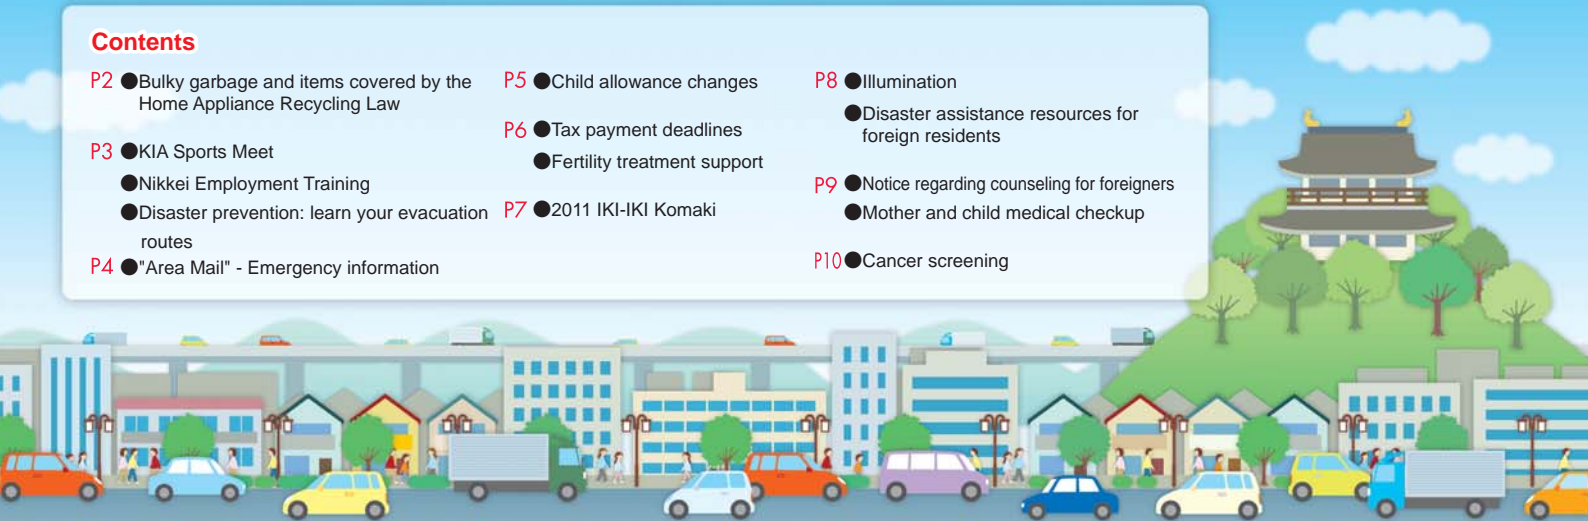 Contents
P2 ●Bulky garbage and items covered by the
Home Appliance Recycling Law
P3 ●KIA Sports Meet
●Nikkei Employment Training
●Disaster prevention: learn your evacuation
routes
P4 ●"Area Mail" - Emergency information
P5 ●Child allowance changes
P6 ●Tax payment deadlines
●Fertility treatment support
P7 ●2011 IKI-IKI Komaki
P8 ●Illumination
●Disaster assistance resources for
foreign residents
P9 ●Notice regarding counseling for foreigners
●Mother and child medical checkup
P10●Cancer screening